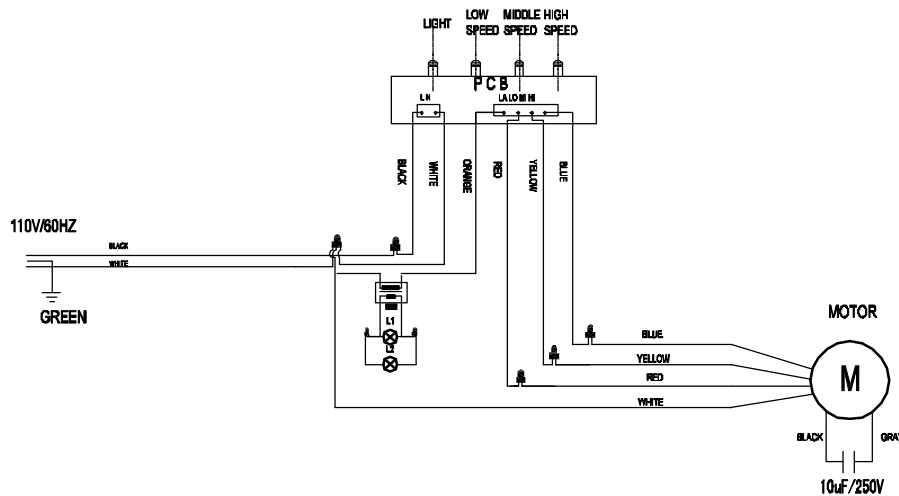 LIGHT
LOW SPEED
MIDDLE SPEED
HIGH SPEED
PCB
L N
LA LO MI HI
BLACK
WHITE
ORANGE
RED
YELLOW
BLUE
110V/60HZ
BLACK
WHITE
GREEN
L1
L2
MOTOR
BLUE
YELLOW
RED
WHITE
M
BLACK
GRAY
10uF/250V